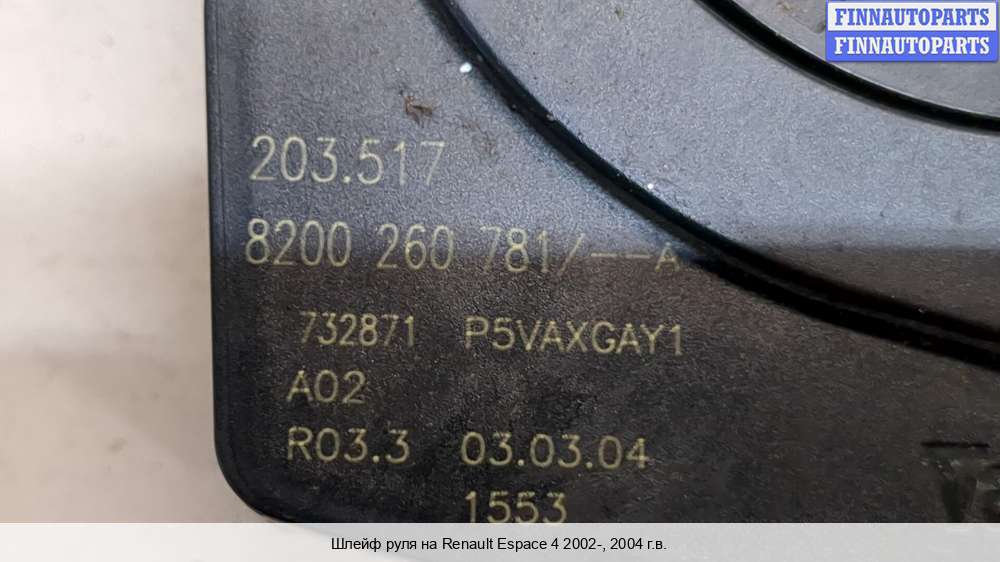 FINNAUTOPARTS
FINNAUTOPARTS
203.517
8200 260 781/---A
732871 P5VAXGAY1
A02
R03.3 03.03.04
1553
Шлейф руля на Renault Espace 4 2002-, 2004 г.в.